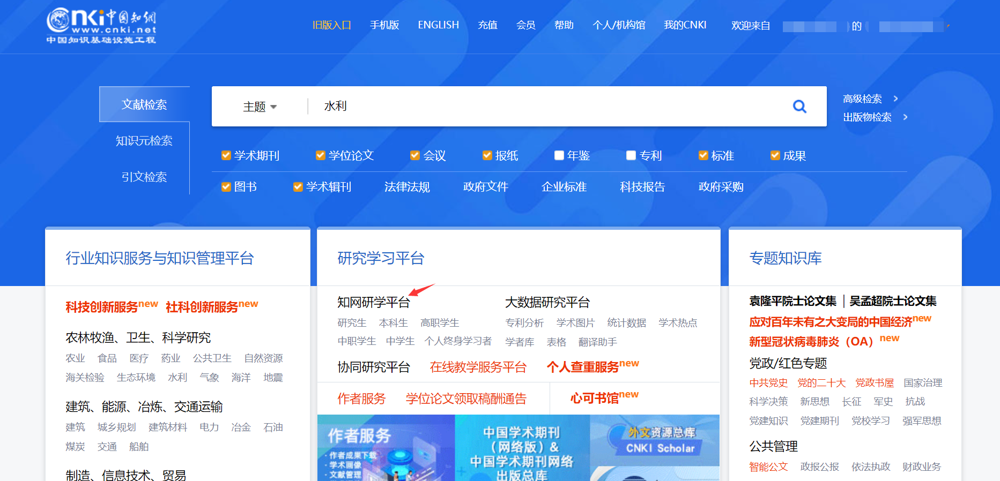 cnki 中国知网
www.cnki.net
中国知识基础设施工程
旧版入口 手机版 ENGLISH 充值 会员 帮助 个人/机构馆 我的CNKI 欢迎来自 的
文献检索
知识元检索
引文检索
主题 水利
高级检索 >
出版物检索 >
学术期刊 学位论文 会议 报纸 年鉴 专利 标准 成果
图书 学术辑刊 法律法规 政府文件 企业标准 科技报告 政府采购
行业知识服务与知识管理平台
科技创新服务new 社科创新服务new
农林牧渔、卫生、科学研究
农业 食品 医疗 药业 公共卫生 自然资源
海关检验 生态环境 水利 气象 海洋 地震
建筑、能源、冶炼、交通运输
建筑 城乡规划 建筑材料 电力 冶金 石油
煤炭 交通 船舶
制造、信息技术、贸易
研究学习平台
知网研学平台
研究生 本科生 高职学生
中职学生 中学生 个人终身学习者
大数据研究平台
专利分析 学术图片 统计数据 学术热点
学者库 表格 翻译助手
协同研究平台 在线教学服务平台 个人查重服务new
作者服务 学位论文领取稿酬通告 心可书馆new
作者服务
·作者成果下载
·学术画像
·文献管理
中国学术期刊
（网络版）&
中国学术期刊网络
出版总库
外文资源总库
CNKI Scholar
专题知识库
袁隆平院士论文集｜吴孟超院士论文集
应对百年未有之大变局的中国经济new
新型冠状病毒肺炎（OA）new
党政/红色专题
中共党史 党的二十大 党政书屋 国家治理
科学决策 新思想 长征 军史 抗战
党建知识 党建期刊 党校学习 强军思想
公共管理
智能公文 政报公报 依法执政 财政业务